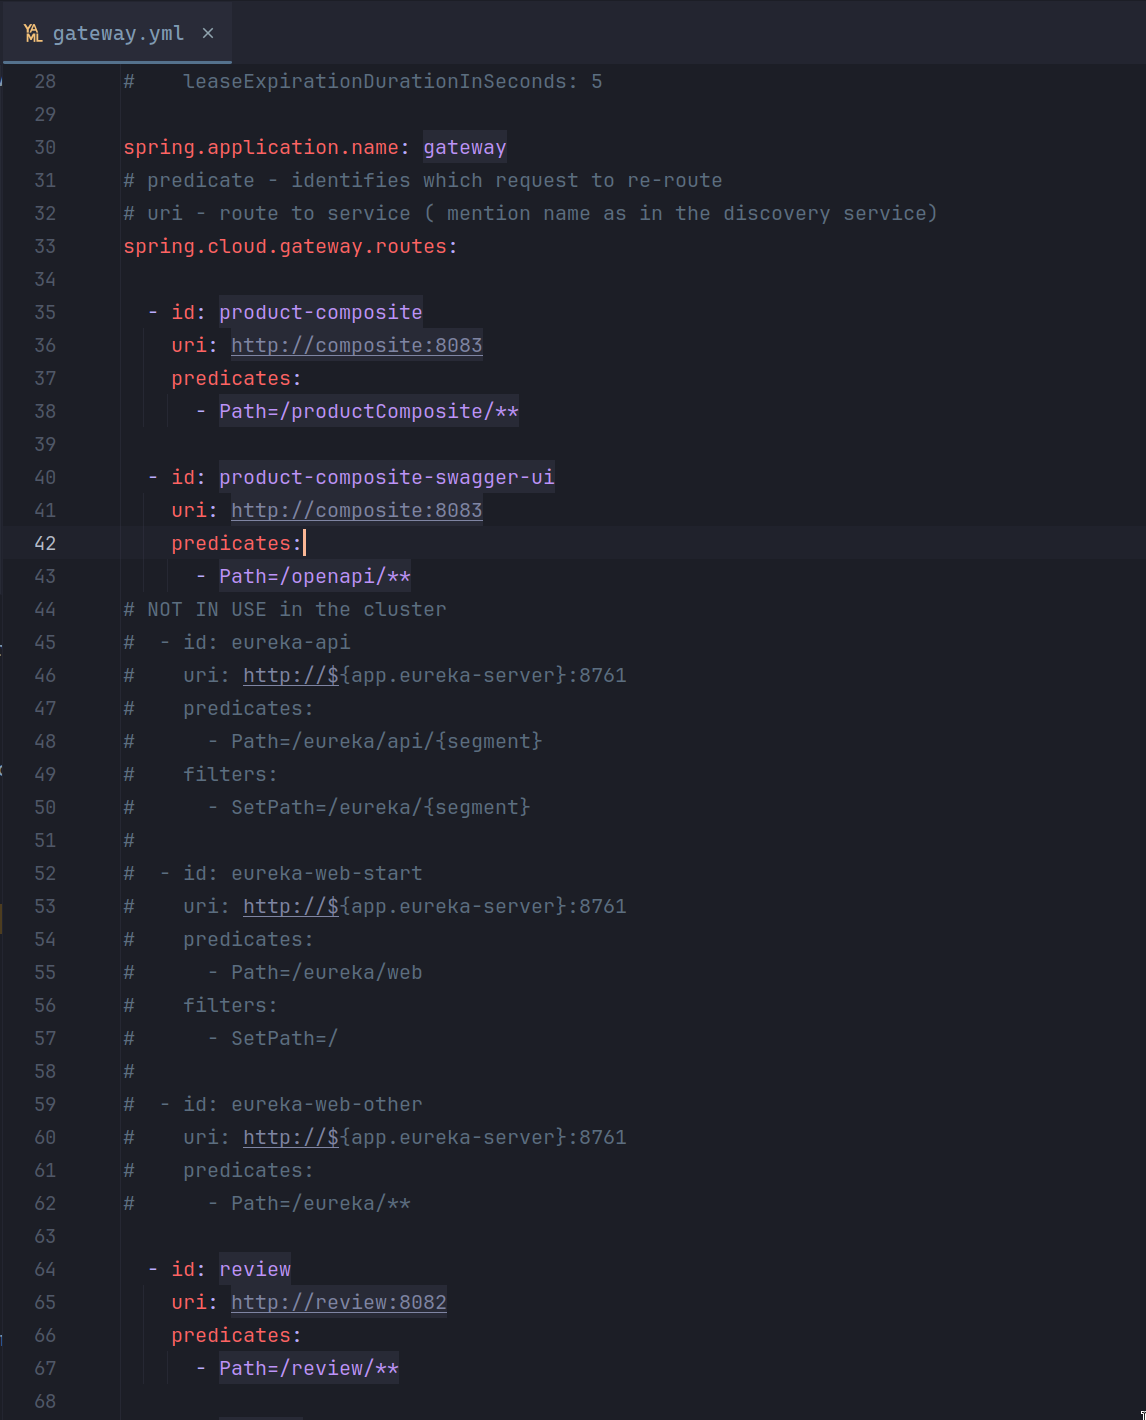 YA
ML gateway.yml ×
28 #    leaseExpirationDurationInSeconds: 5
29
30 spring.application.name: gateway
31 # predicate - identifies which request to re-route
32 # uri - route to service ( mention name as in the discovery service)
33 spring.cloud.gateway.routes:
34
35   - id: product-composite
36     uri: http://composite:8083
37     predicates:
38       - Path=/productComposite/**
39
40   - id: product-composite-swagger-ui
41     uri: http://composite:8083
42     predicates:
43       - Path=/openapi/**
44 # NOT IN USE in the cluster
45 #  - id: eureka-api
46 #    uri: http://${app.eureka-server}:8761
47 #    predicates:
48 #      - Path=/eureka/api/{segment}
49 #    filters:
50 #      - SetPath=/eureka/{segment}
51 #
52 #  - id: eureka-web-start
53 #    uri: http://${app.eureka-server}:8761
54 #    predicates:
55 #      - Path=/eureka/web
56 #    filters:
57 #      - SetPath=/
58 #
59 #  - id: eureka-web-other
60 #    uri: http://${app.eureka-server}:8761
61 #    predicates:
62 #      - Path=/eureka/**
63
64   - id: review
65     uri: http://review:8082
66     predicates:
67       - Path=/review/**
68